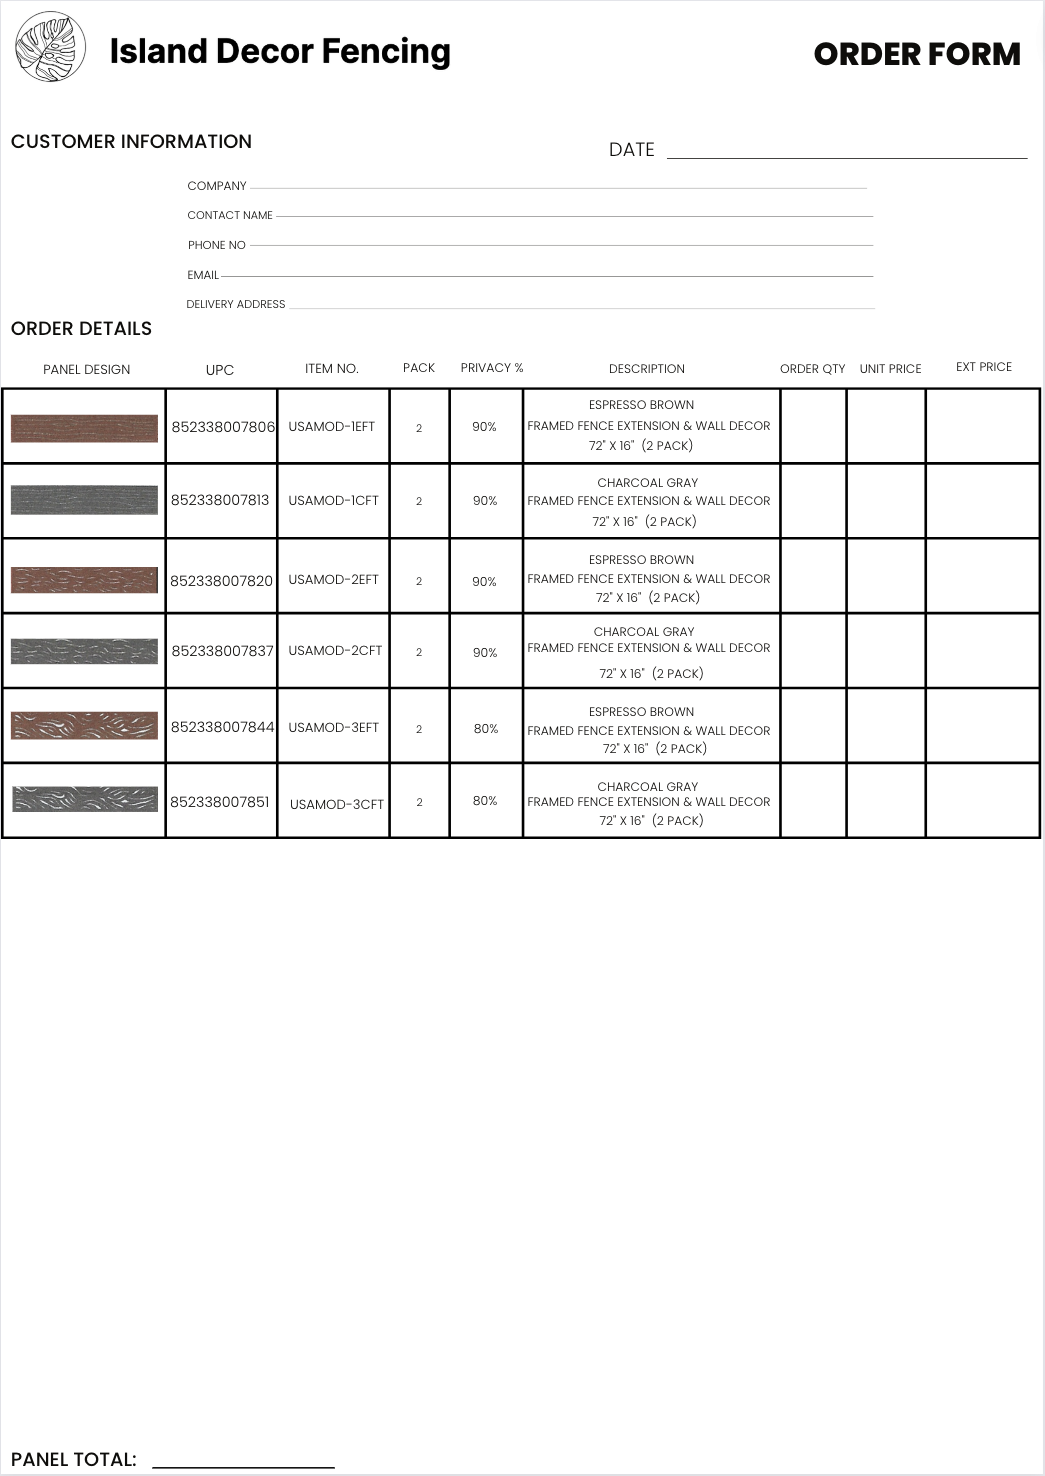 Island Decor Fencing
ORDER FORM
CUSTOMER INFORMATION
DATE
COMPANY
CONTACT NAME
PHONE NO
EMAIL
DELIVERY ADDRESS
ORDER DETAILS
PANEL DESIGN UPC ITEM NO. PACK PRIVACY % DESCRIPTION ORDER QTY UNIT PRICE EXT PRICE
ESPRESSO BROWN
852338007806 USAMOD-1EFT 2 90% FRAMED FENCE EXTENSION & WALL DECOR
72" X 16" (2 PACK)
CHARCOAL GRAY
852338007813 USAMOD-1CFT 2 90% FRAMED FENCE EXTENSION & WALL DECOR
72" X 16" (2 PACK)
ESPRESSO BROWN
852338007820 USAMOD-2EFT 2 90% FRAMED FENCE EXTENSION & WALL DECOR
72" X 16" (2 PACK)
CHARCOAL GRAY
852338007837 USAMOD-2CFT 2 90% FRAMED FENCE EXTENSION & WALL DECOR
72" X 16" (2 PACK)
ESPRESSO BROWN
852338007844 USAMOD-3EFT 2 80% FRAMED FENCE EXTENSION & WALL DECOR
72" X 16" (2 PACK)
CHARCOAL GRAY
852338007851 USAMOD-3CFT 2 80% FRAMED FENCE EXTENSION & WALL DECOR
72" X 16" (2 PACK)
PANEL TOTAL: